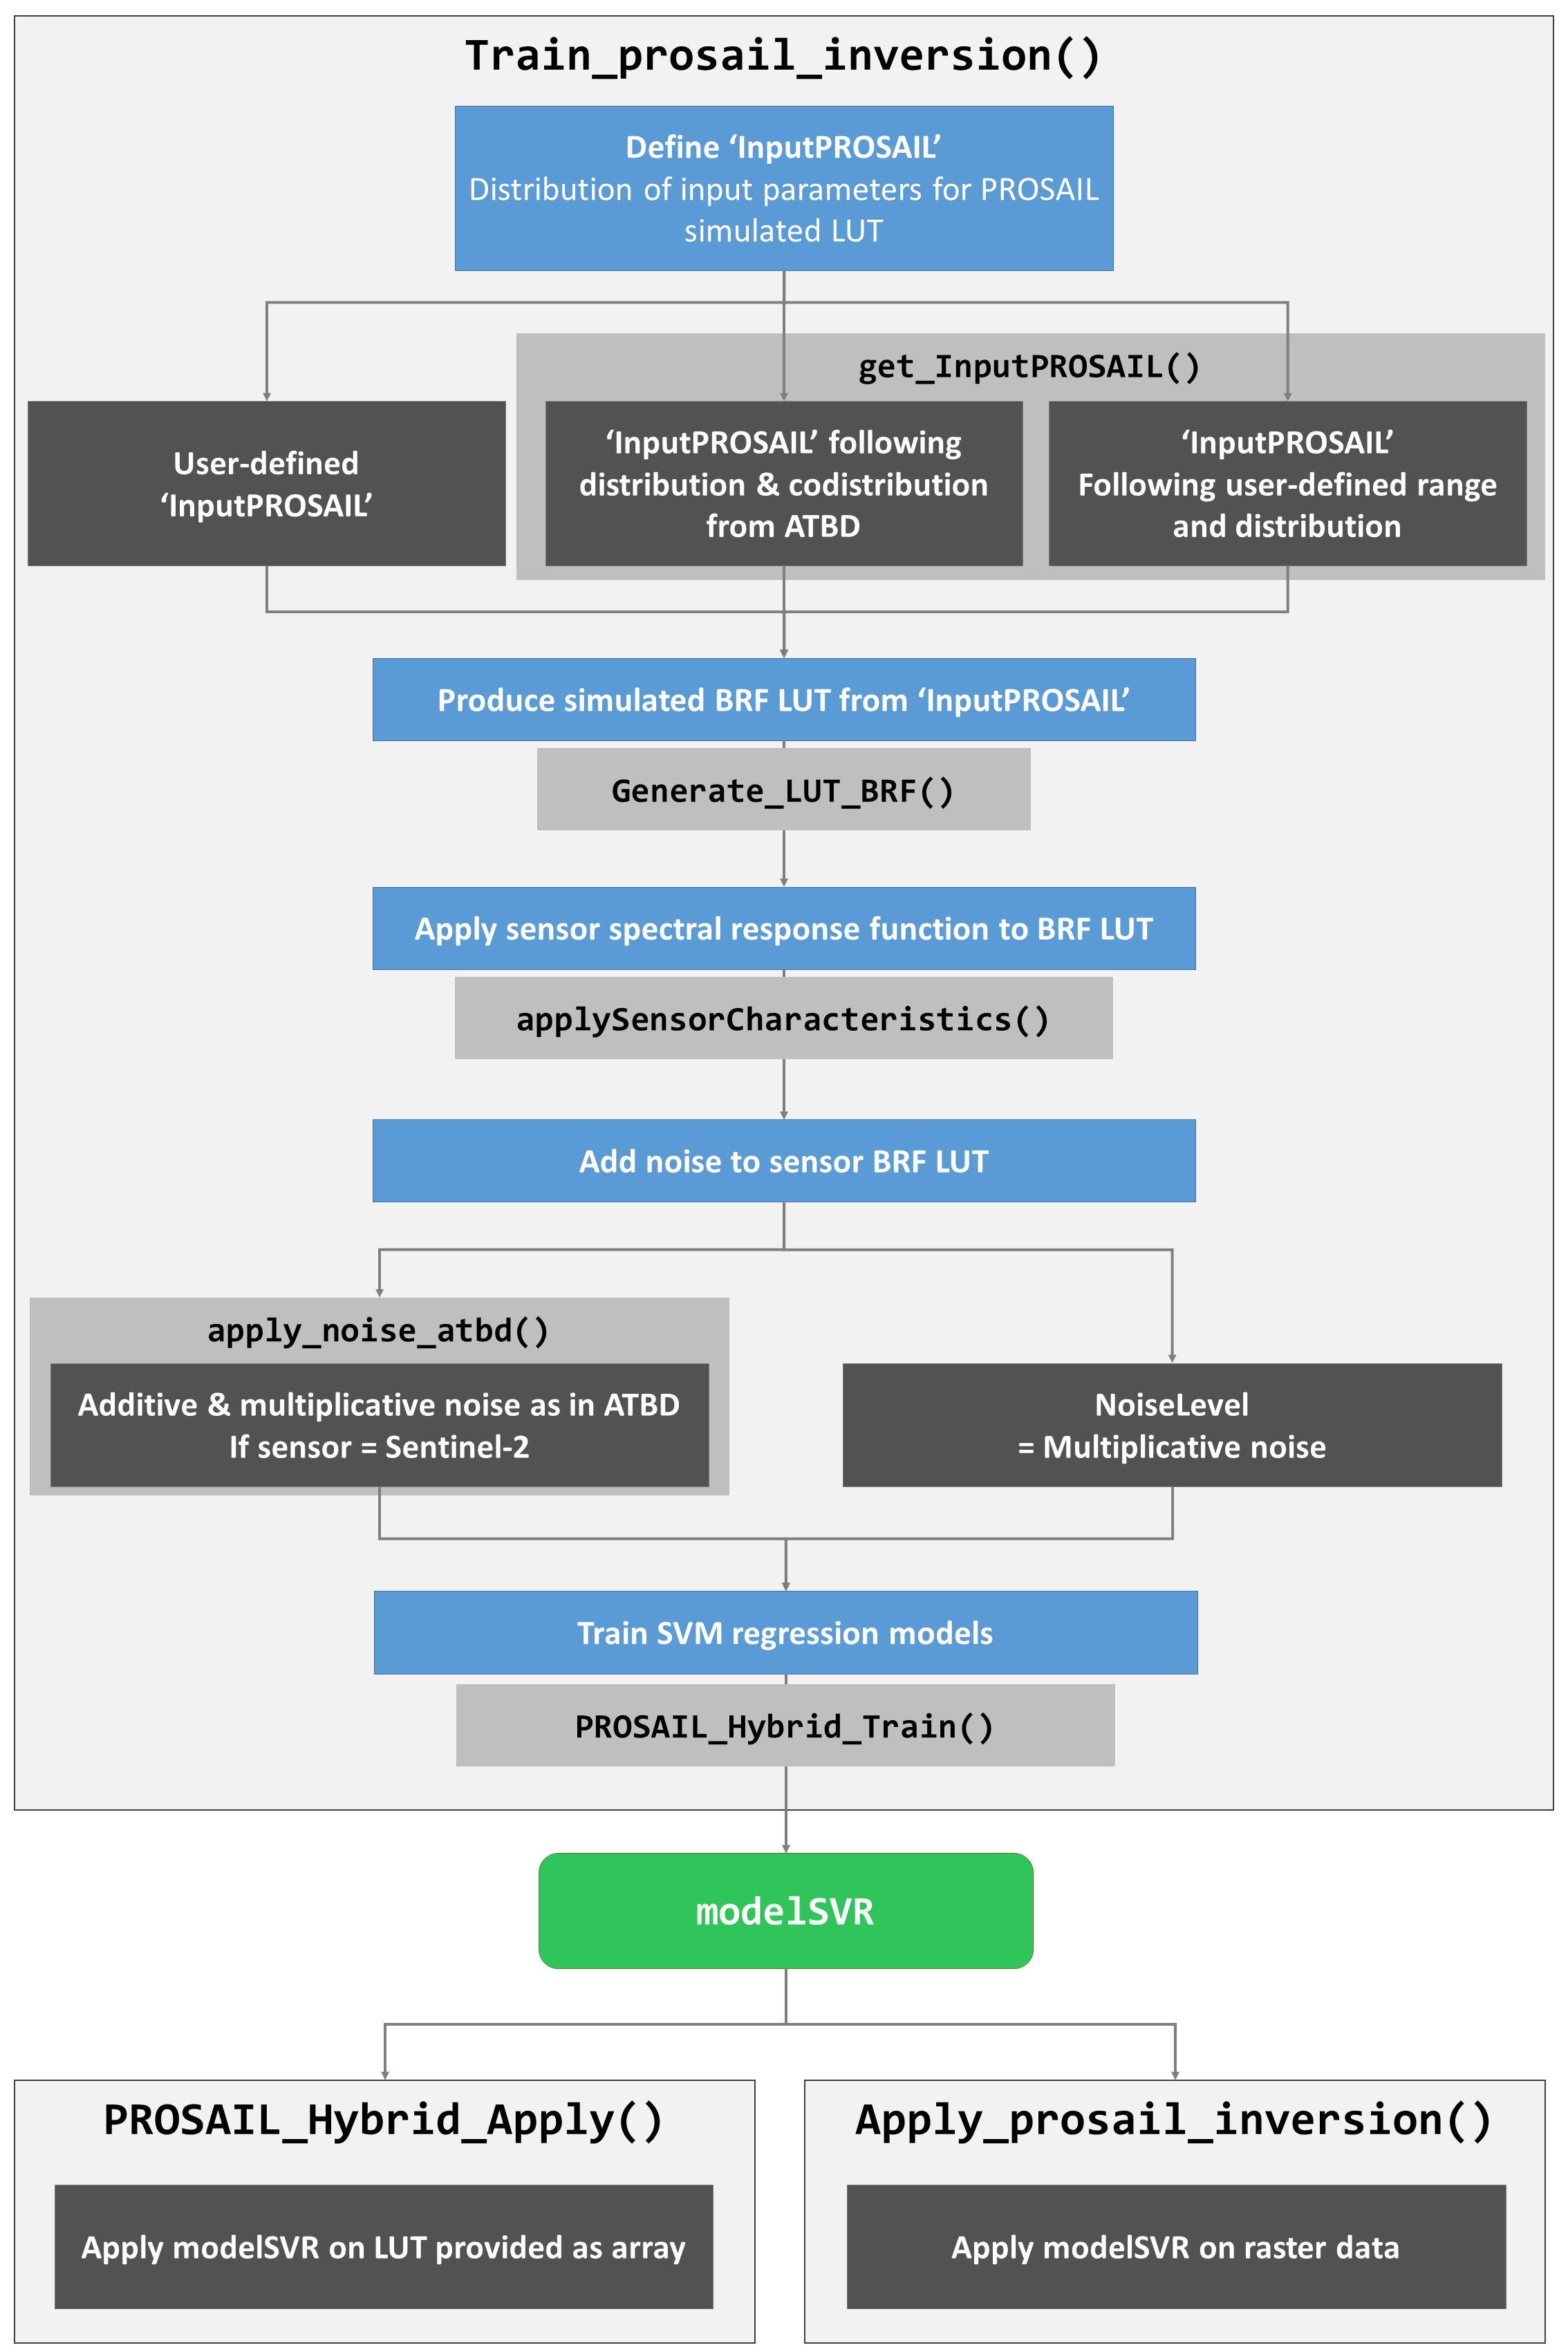 Train_prosail_inversion()
Define ‘InputPROSAIL’
Distribution of input parameters for PROSAIL
simulated LUT
get_InputPROSAIL()
User-defined
‘InputPROSAIL’
‘InputPROSAIL’ following
distribution & codistribution
from ATBD
‘InputPROSAIL’
Following user-defined range
and distribution
Produce simulated BRF LUT from ‘InputPROSAIL’
Generate_LUT_BRF()
Apply sensor spectral response function to BRF LUT
applySensorCharacteristics()
Add noise to sensor BRF LUT
apply_noise_atbd()
Additive & multiplicative noise as in ATBD
If sensor = Sentinel-2
NoiseLevel
= Multiplicative noise
Train SVM regression models
PROSAIL_Hybrid_Train()
modelSVR
PROSAIL_Hybrid_Apply()
Apply modelSVR on LUT provided as array
Apply_prosail_inversion()
Apply modelSVR on raster data